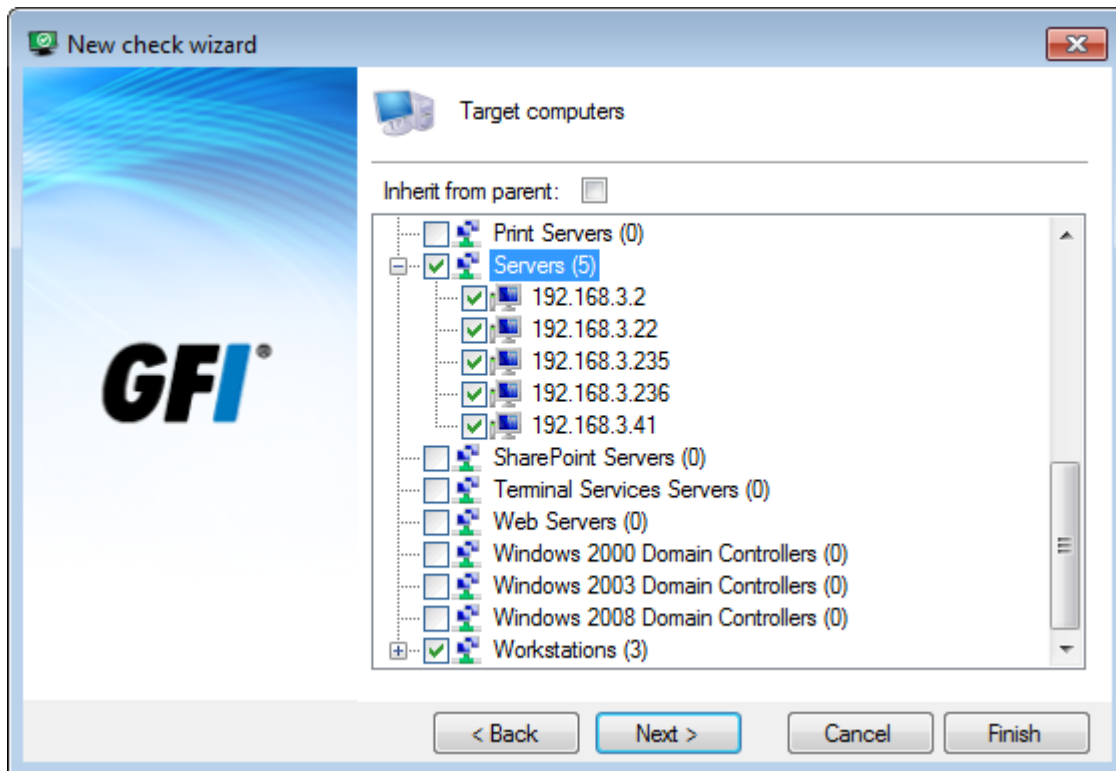 New check wizard
Target computers
Inherit from parent:
Print Servers (0)
Servers (5)
192.168.3.2
192.168.3.22
192.168.3.235
192.168.3.236
192.168.3.41
SharePoint Servers (0)
Terminal Services Servers (0)
Web Servers (0)
Windows 2000 Domain Controllers (0)
Windows 2003 Domain Controllers (0)
Windows 2008 Domain Controllers (0)
Workstations (3)
GFI®
< Back Next > Cancel Finish